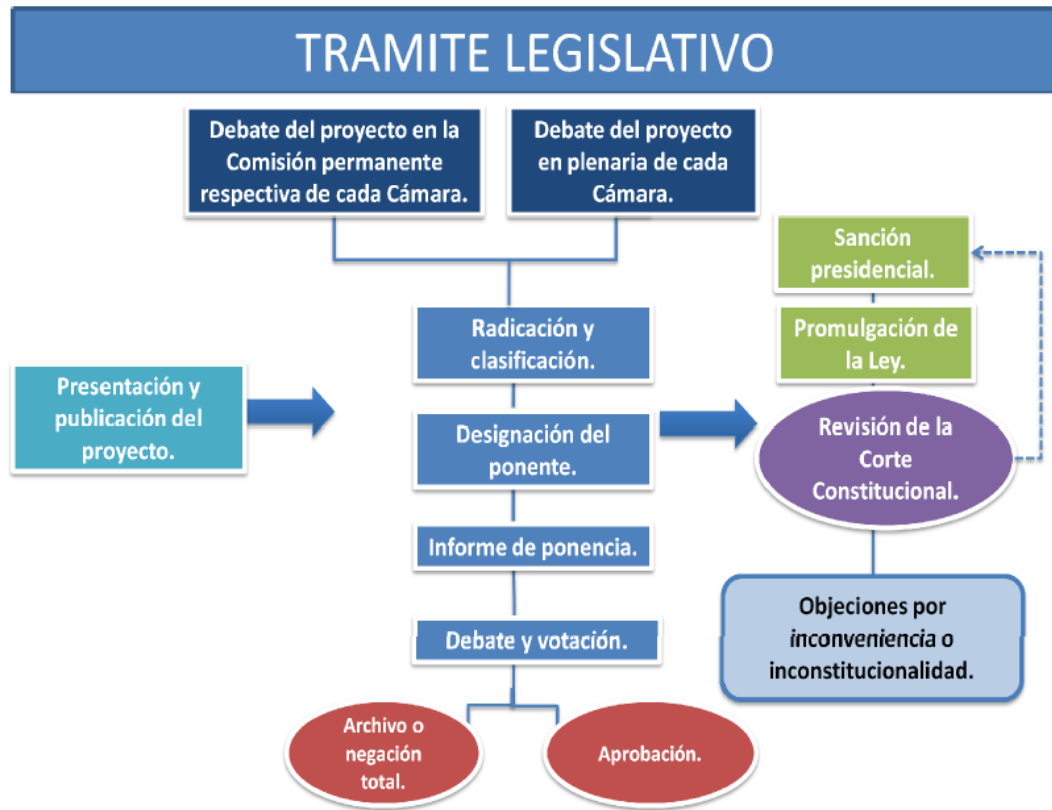 TRAMITE LEGISLATIVO
Debate del proyecto en la
Comisión permanente
respectiva de cada Cámara.
Debate del proyecto
en plenaria de cada
Cámara.
Presentación y
publicación del
proyecto.
Radicación y
clasificación.
Designación del
ponente.
Informe de ponencia.
Debate y votación.
Archivo o
negación
total.
Aprobación.
Sanción
presidencial.
Promulgación de
la Ley.
Revisión de la
Corte
Constitucional.
Objeciones por
inconveniencia o
inconstitucionalidad.